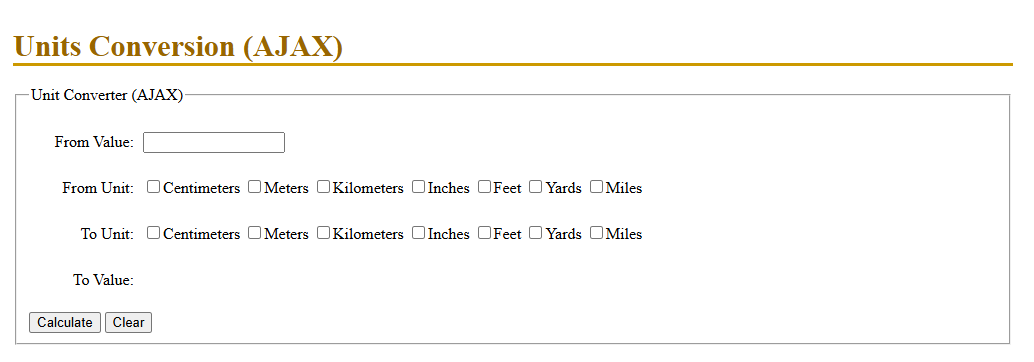 Units Conversion (AJAX)
Unit Converter (AJAX)
From Value:
From Unit: Centimeters Meters Kilometers Inches Feet Yards Miles
To Unit: Centimeters Meters Kilometers Inches Feet Yards Miles
To Value:
Calculate Clear